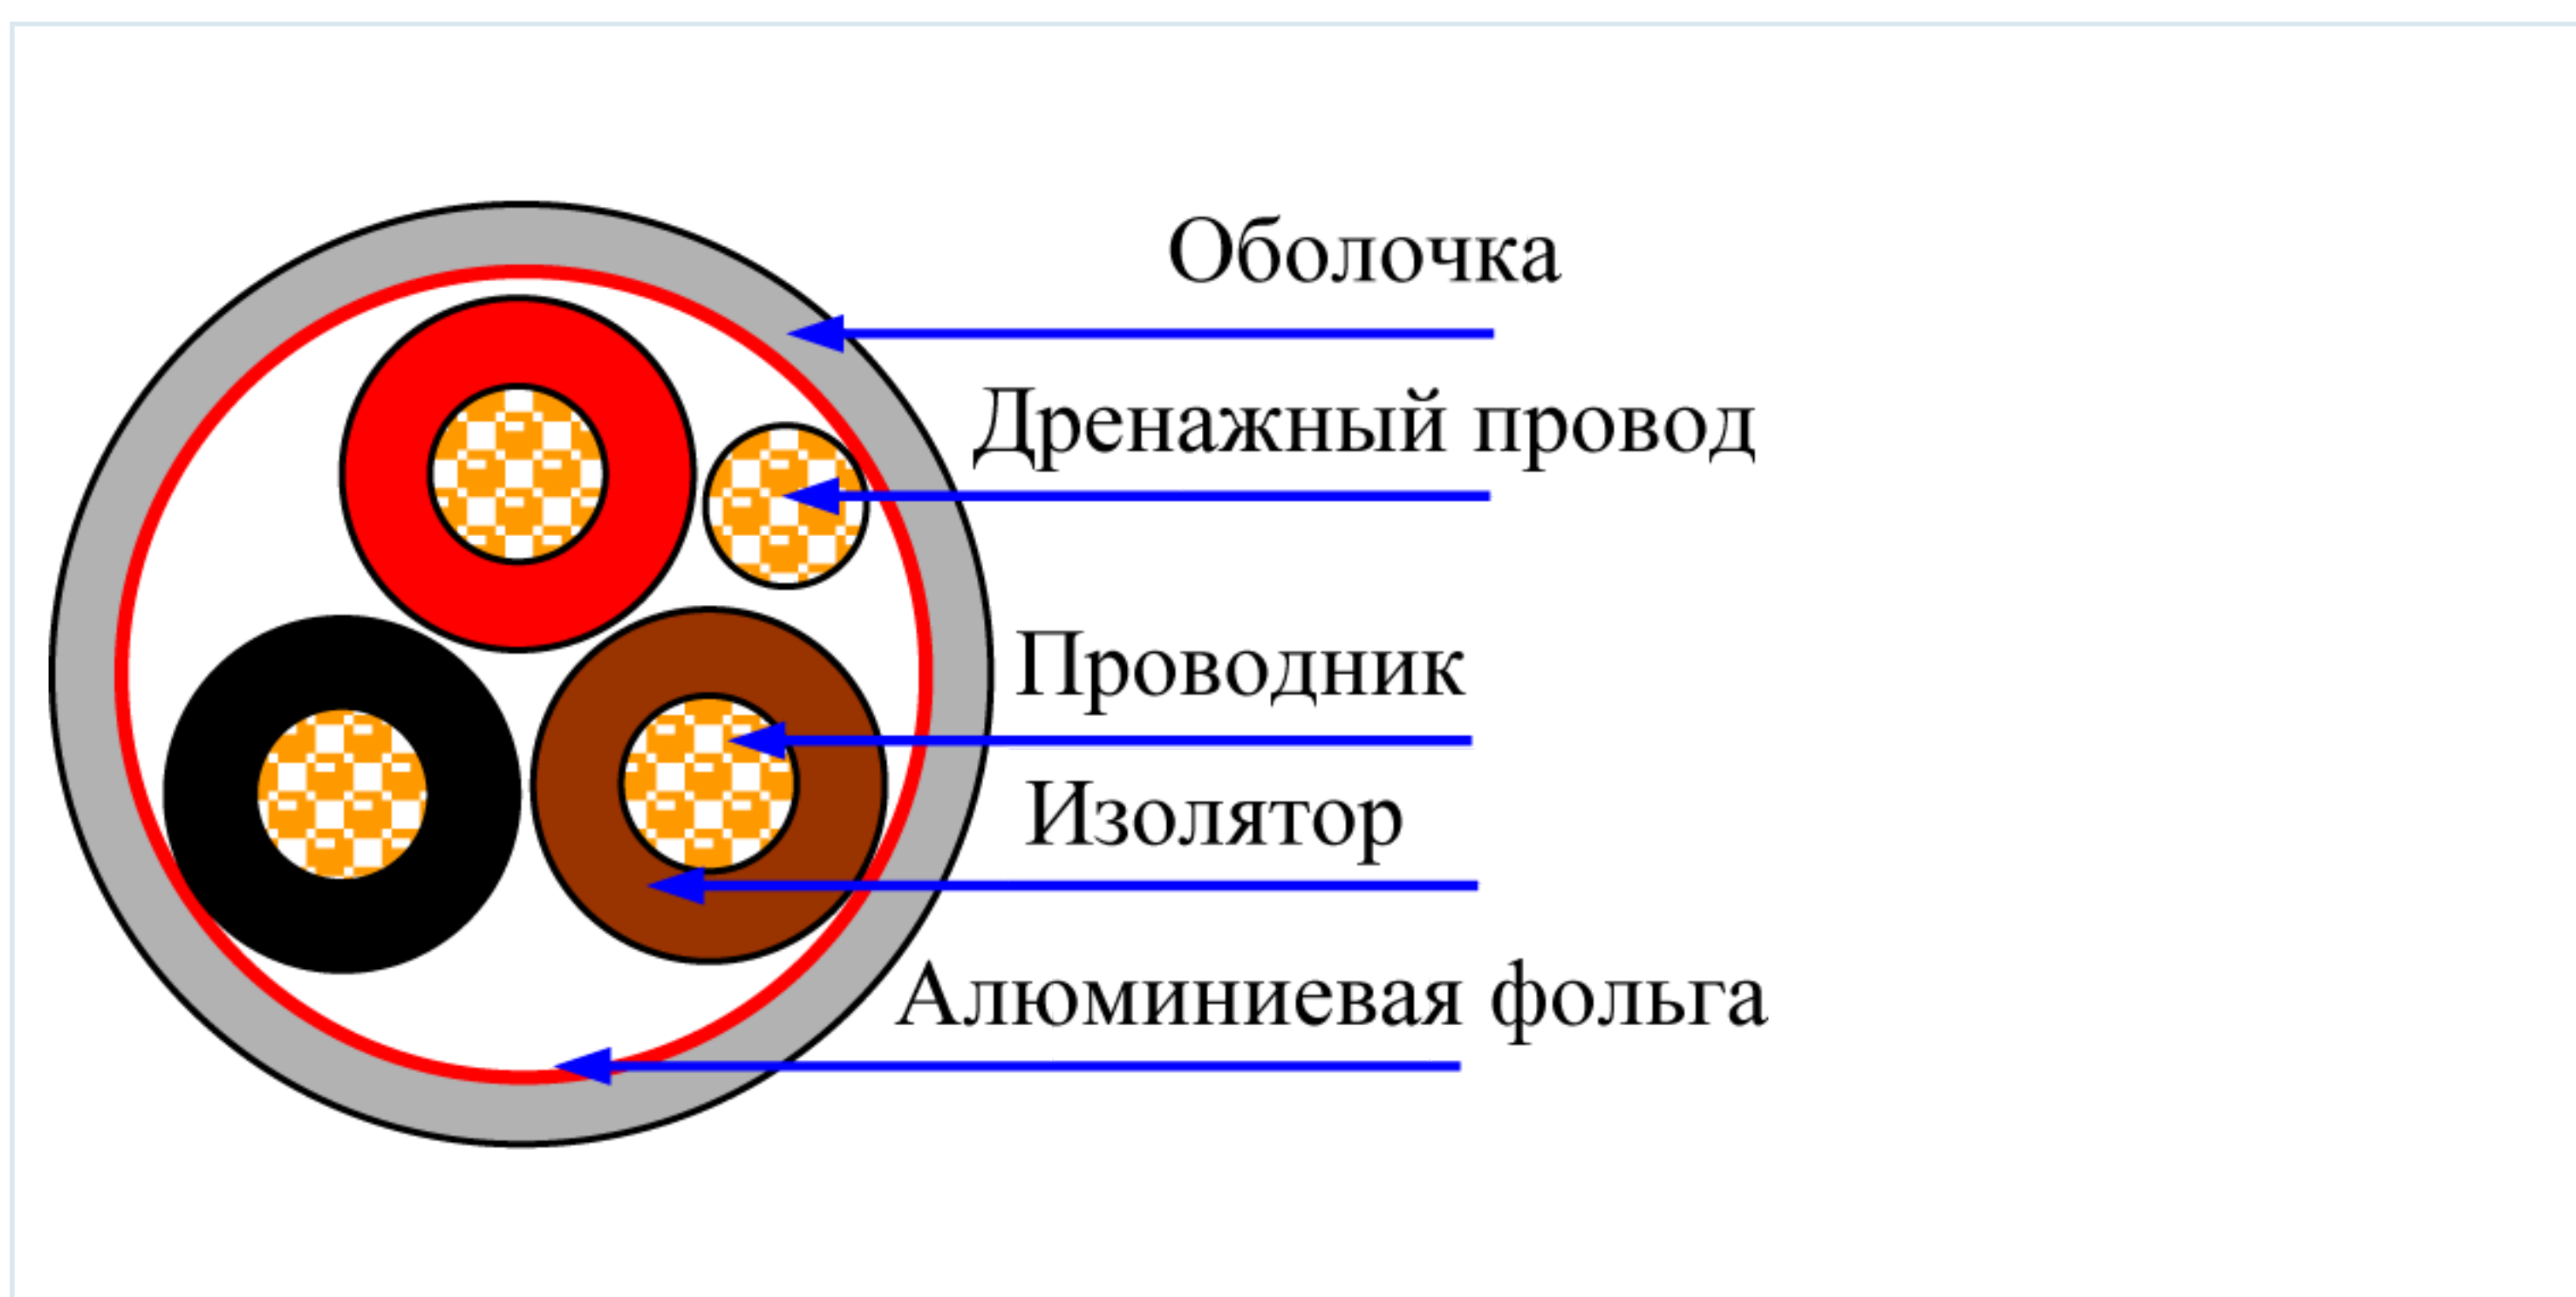 Оболочка
Дренажный провод
Проводник
Изолятор
Алюминиевая фольга